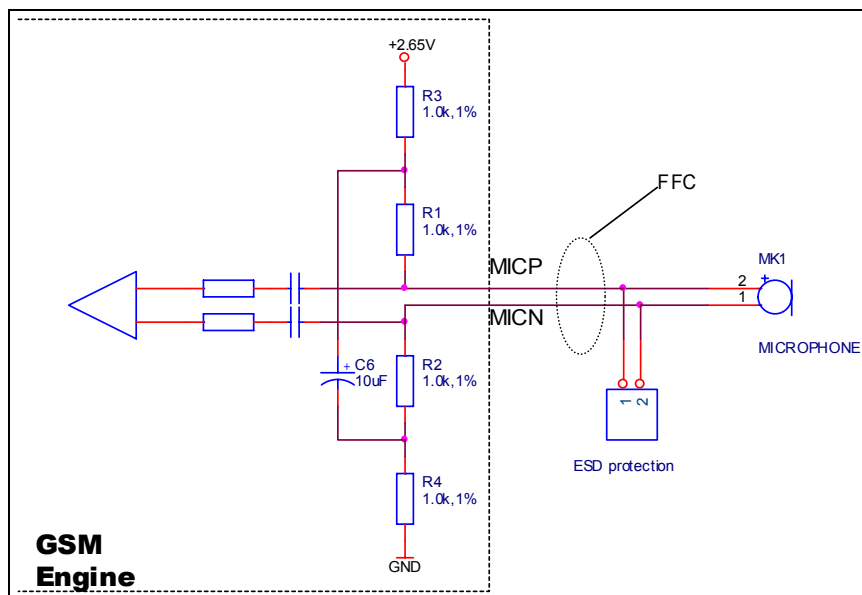 +2.65V
R3
1.0k,1%
FFC
R1
1.0k,1%
MICP
MK1
2
+
1
MICN
MICROPHONE
+
C6
10uF
R2
1.0k,1%
1
2
ESD protection
R4
1.0k,1%
GSM
Engine
GND